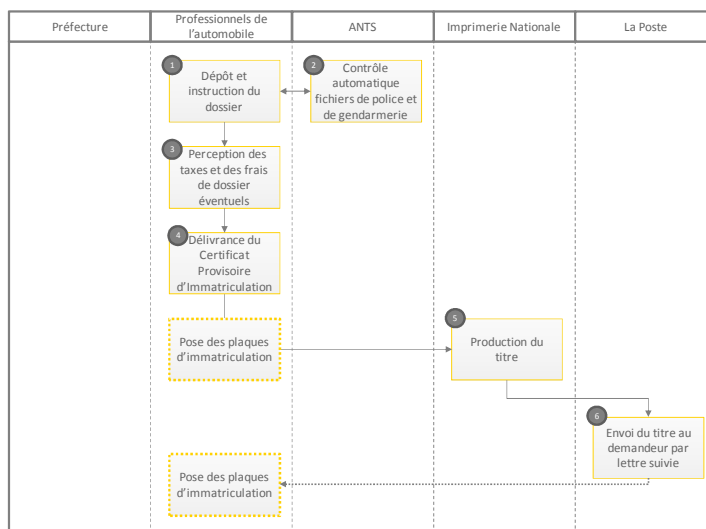 Préfecture
Professionnels de
l'automobile
ANTS
Imprimerie Nationale
La Poste
1
Dépôt et
instruction du
dossier
2
Contrôle
automatique
fichiers de police et
de gendarmerie
3
Perception des
taxes et des frais
de dossier
éventuels
4
Délivrance du
Certificat
Provisoire
d'Immatriculation
Pose des plaques
d'immatriculation
5
Production du
titre
6
Envoi du titre au
demandeur par
lettre suivie
Pose des plaques
d'immatriculation